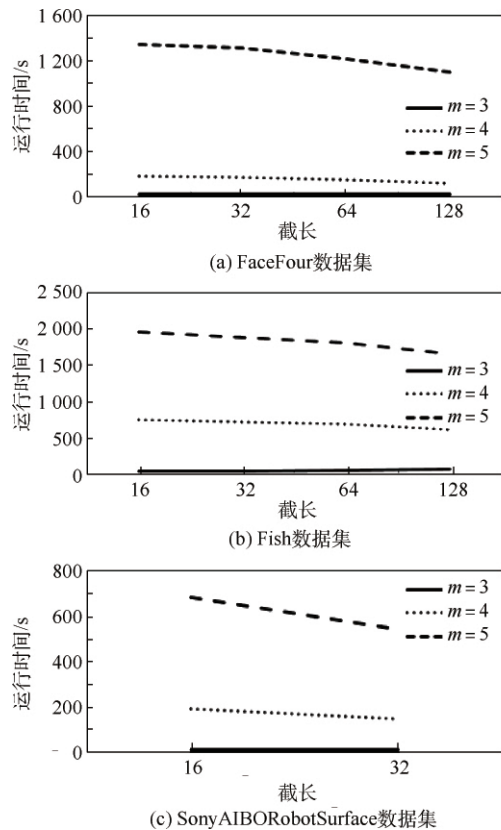 1 600
1 200
800
400
0
运行时间/s
m = 3
m = 4
m = 5
16 32 64 128
截长
(a) FaceFour数据集
2 500
2 000
1 500
1 000
500
0
运行时间/s
m = 3
m = 4
m = 5
16 32 64 128
截长
(b) Fish数据集
800
600
400
200
0
运行时间/s
m = 3
m = 4
m = 5
16 32
截长
(c) SonyAIBORobotSurface数据集